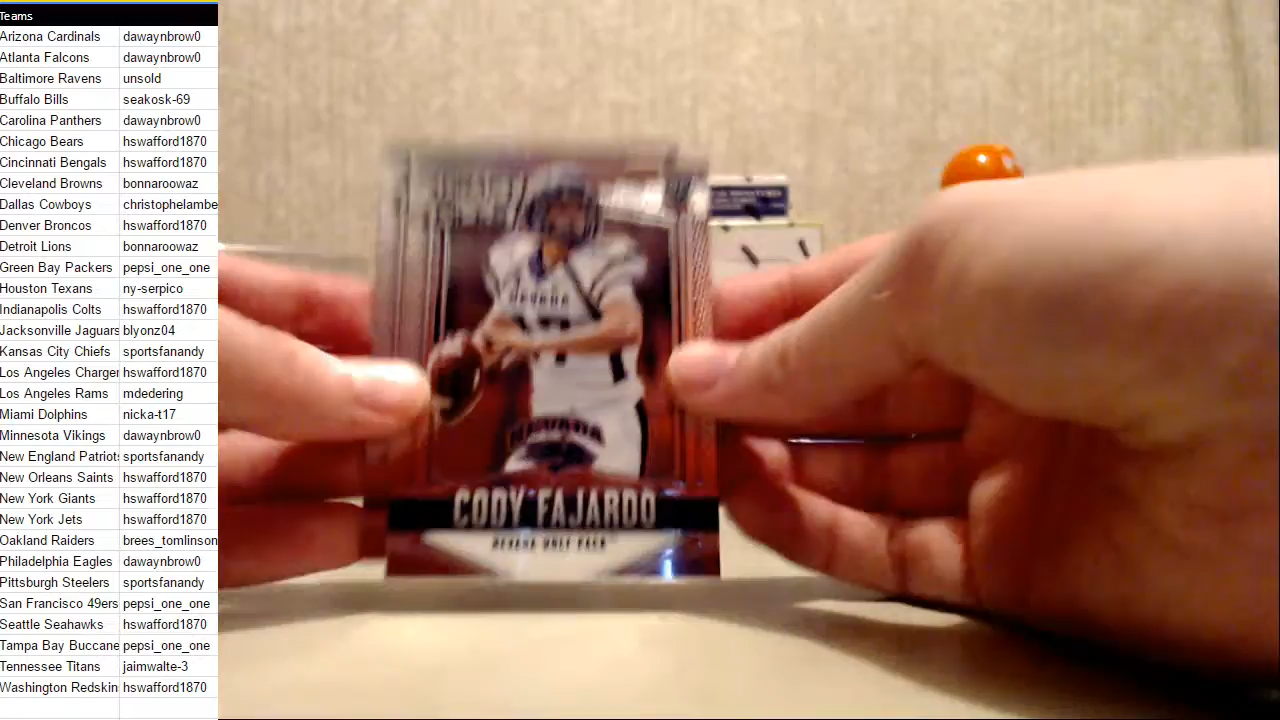 Teams
Arizona Cardinals dawaynbrow0
Atlanta Falcons dawaynbrow0
Baltimore Ravens unsold
Buffalo Bills seakosk-69
Carolina Panthers dawaynbrow0
Chicago Bears hswafford1870
Cincinnati Bengals hswafford1870
Cleveland Browns bonnaroowaz
Dallas Cowboys christophelambe
Denver Broncos hswafford1870
Detroit Lions bonnaroowaz
Green Bay Packers pepsi_one_one
Houston Texans ny-serpico
Indianapolis Colts hswafford1870
Jacksonville Jaguars blyonz04
Kansas City Chiefs sportsfanandy
Los Angeles Charger hswafford1870
Los Angeles Rams mdedering
Miami Dolphins nicka-t17
Minnesota Vikings dawaynbrow0
New England Patriots sportsfanandy
New Orleans Saints hswafford1870
New York Giants hswafford1870
New York Jets hswafford1870
Oakland Raiders brees_tomlinson
Philadelphia Eagles dawaynbrow0
Pittsburgh Steelers sportsfanandy
San Francisco 49ers pepsi_one_one
Seattle Seahawks hswafford1870
Tampa Bay Buccane pepsi_one_one
Tennessee Titans jaimwalte-3
Washington Redskin hswafford1870
NEVADA
NEVADA
CODY FAJARDO
NEVADA WOLF PACK